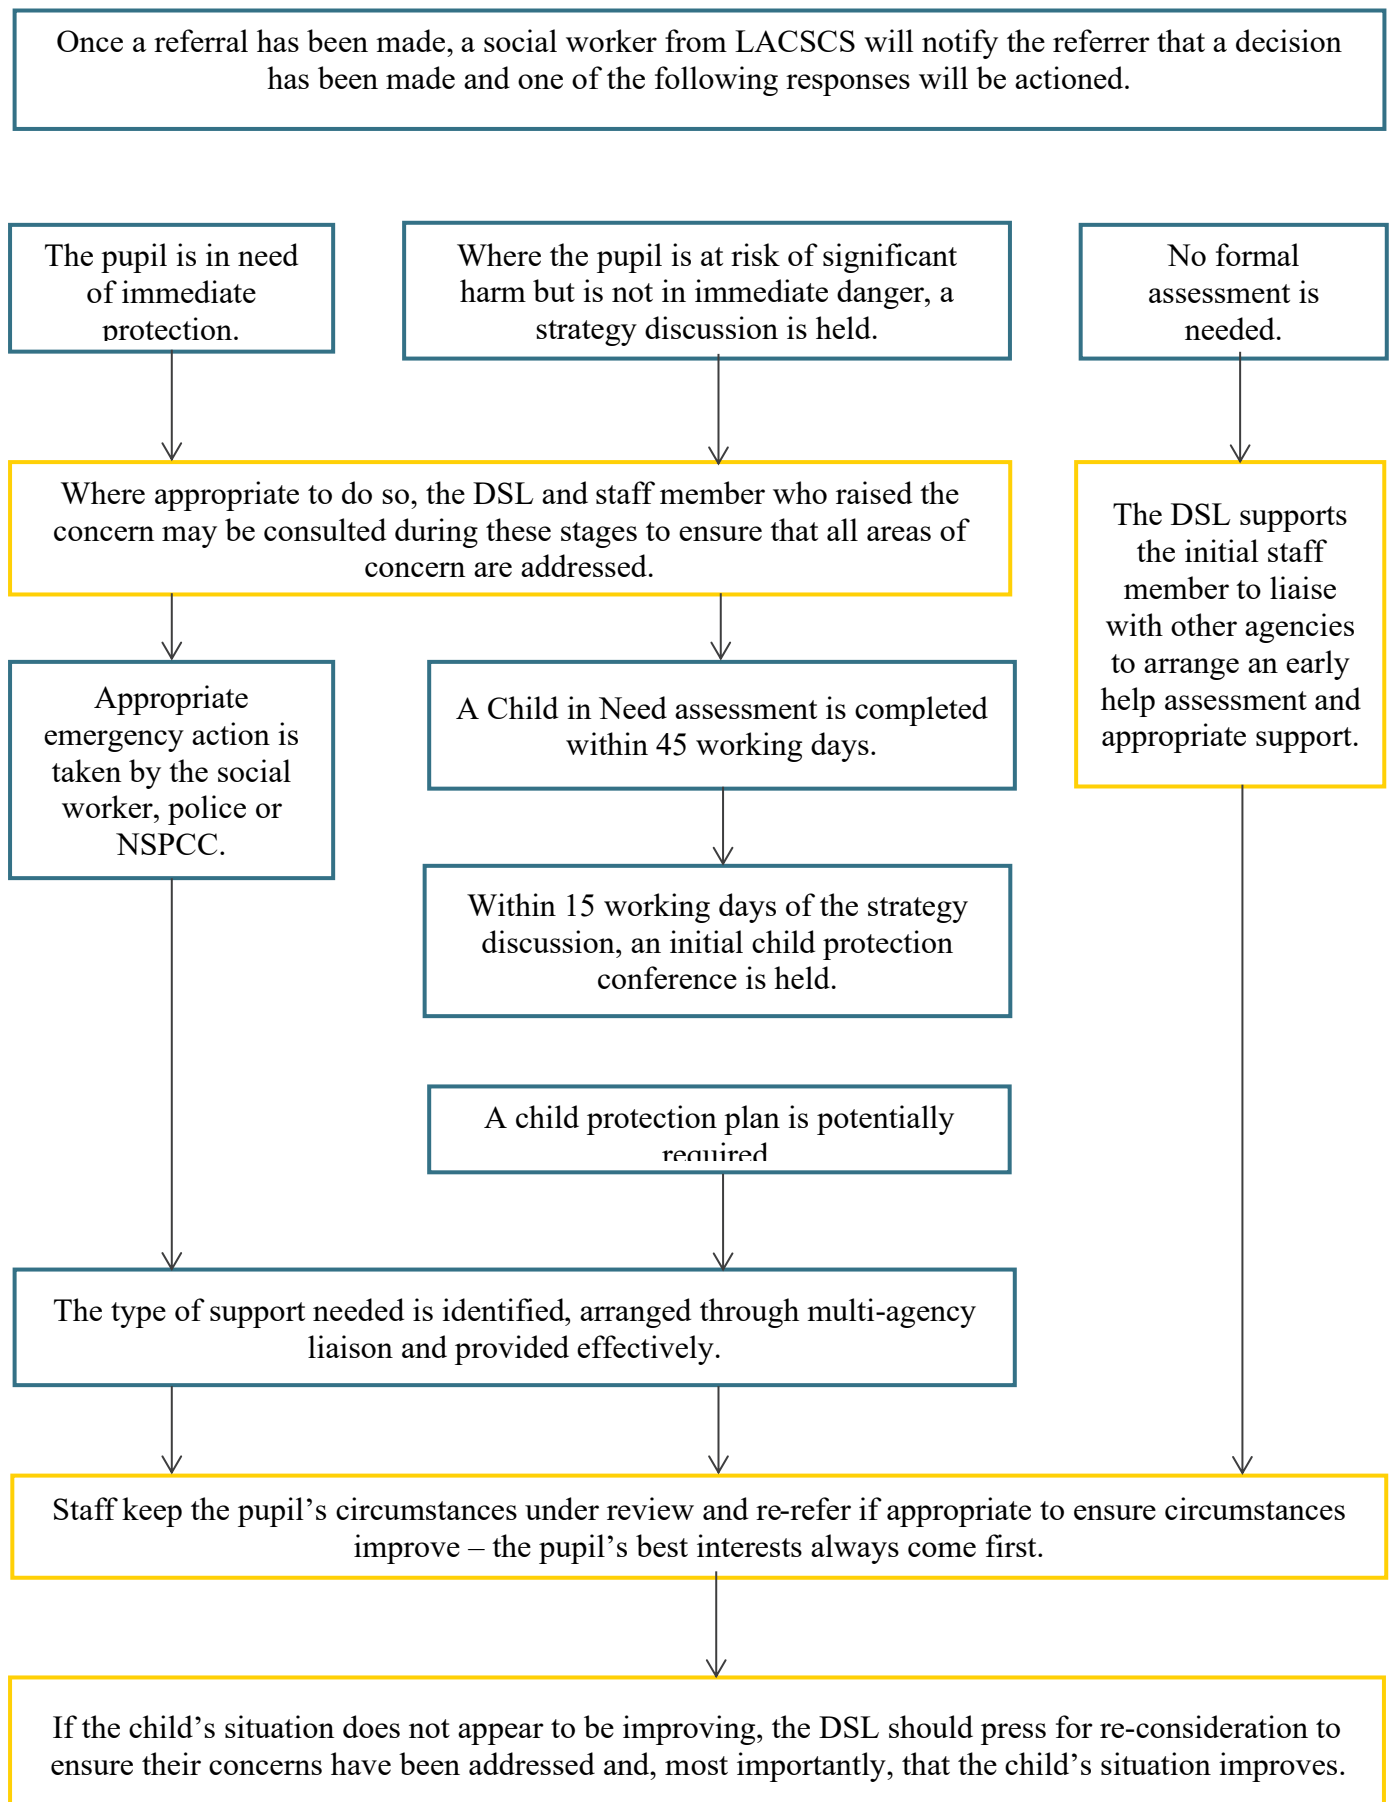 Once a referral has been made, a social worker from LACSCS will notify the referrer that a decision
has been made and one of the following responses will be actioned.
The pupil is in need
of immediate
protection.
Where the pupil is at risk of significant
harm but is not in immediate danger, a
strategy discussion is held.
No formal
assessment is
needed.
Where appropriate to do so, the DSL and staff member who raised the
concern may be consulted during these stages to ensure that all areas of
concern are addressed.
The DSL supports
the initial staff
member to liaise
with other agencies
to arrange an early
help assessment and
appropriate support.
Appropriate
emergency action is
taken by the social
worker, police or
NSPCC.
A Child in Need assessment is completed
within 45 working days.
Within 15 working days of the strategy
discussion, an initial child protection
conference is held.
A child protection plan is potentially
required
The type of support needed is identified, arranged through multi-agency
liaison and provided effectively.
Staff keep the pupil’s circumstances under review and re-refer if appropriate to ensure circumstances
improve – the pupil’s best interests always come first.
If the child’s situation does not appear to be improving, the DSL should press for re-consideration to
ensure their concerns have been addressed and, most importantly, that the child’s situation improves.